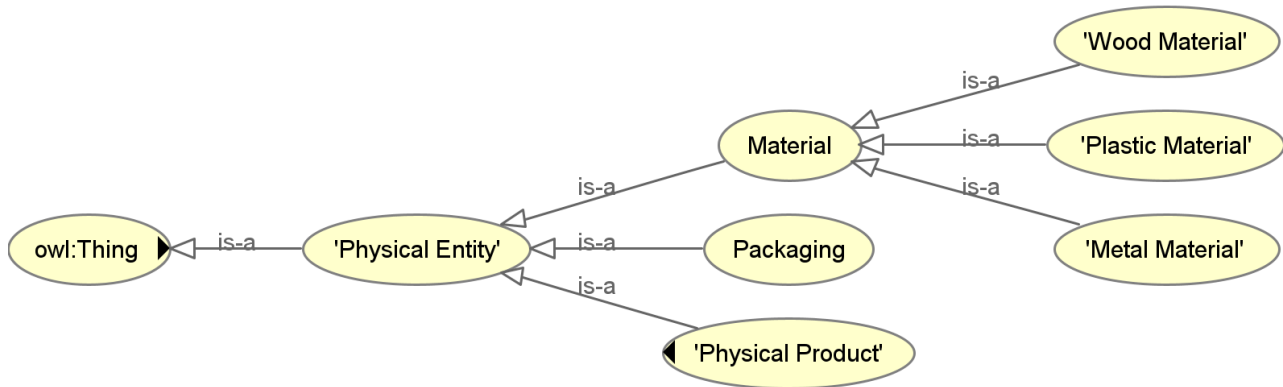 'Wood Material'
is-a
Material
is-a
'Plastic Material'
is-a
is-a
owl:Thing
is-a
'Physical Entity'
is-a
Packaging
'Metal Material'
is-a
'Physical Product'